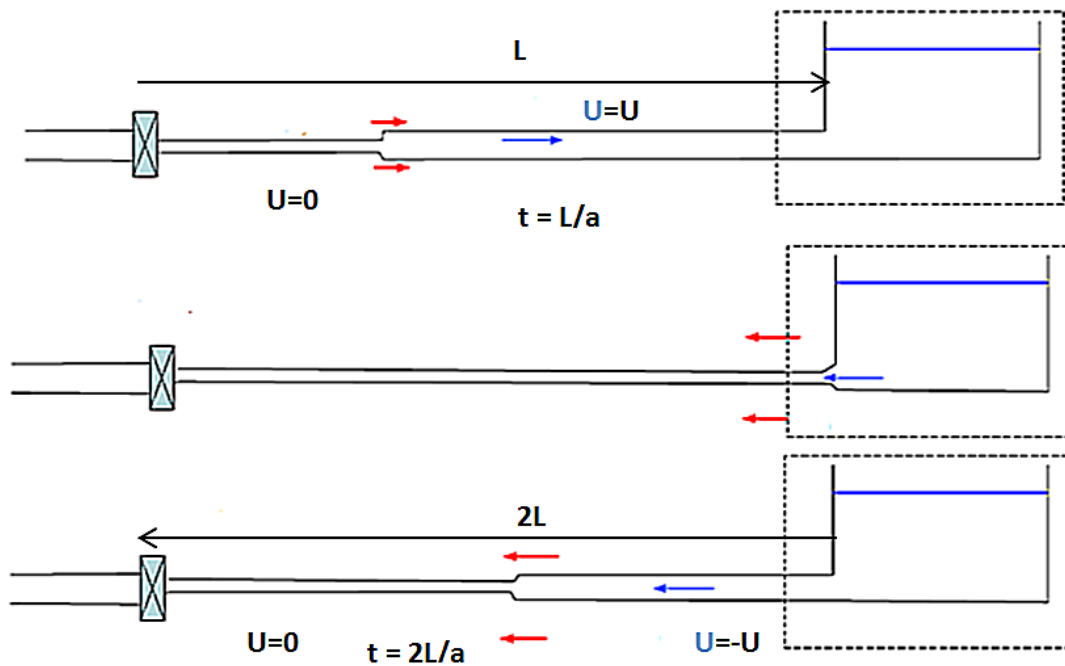 L
U=U
U=0
t = L/a
2L
U=0
t = 2L/a
U=-U